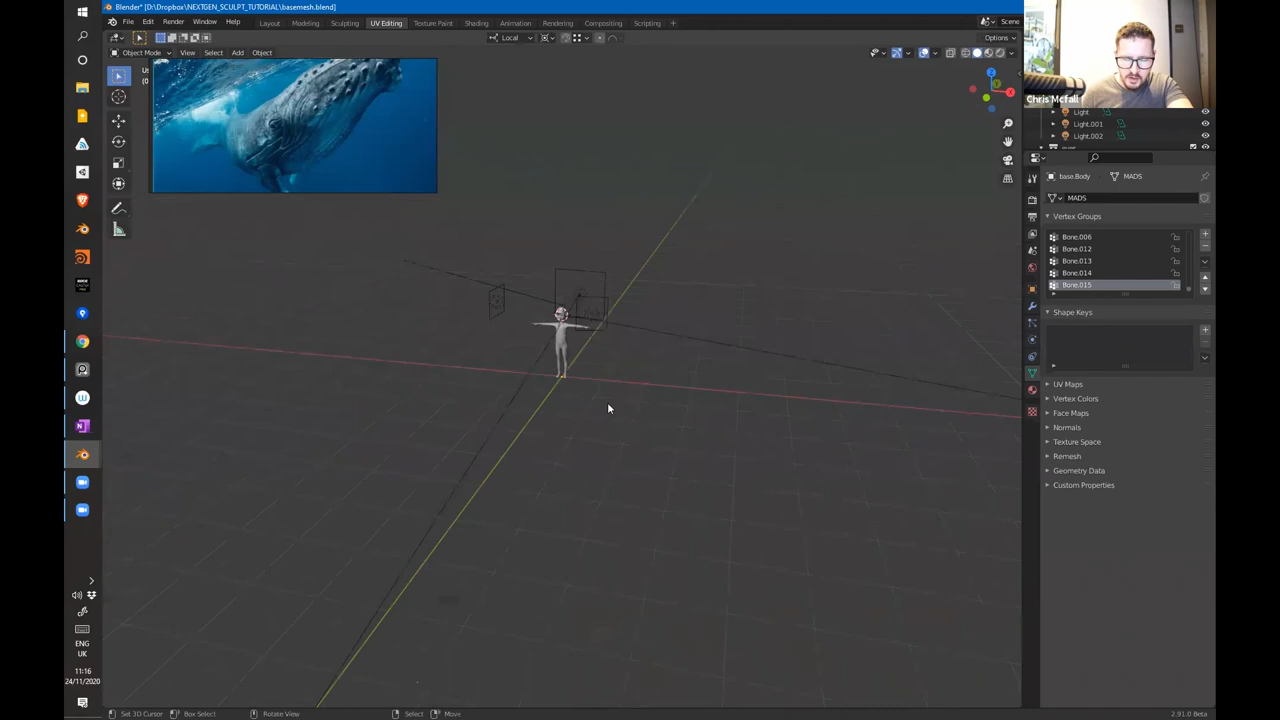 Blender* [D:\Dropbox\NEXTGEN_SCULPT_TUTORIAL\basemesh.blend]
File Edit Render Window Help Layout Modeling Sculpting UV Editing Texture Paint Shading Animation Rendering Compositing Scripting + Scene
Local Options
Object Mode View Select Add Object
Chris Mcfall
Light
Light.001
Light.002
base.Body MADS
MADS
Vertex Groups
Bone.006
Bone.012
Bone.013
Bone.014
Bone.015
Shape Keys
UV Maps
Vertex Colors
Face Maps
Normals
Texture Space
Remesh
Geometry Data
Custom Properties
Z
X
ENG
UK
11:16
24/11/2020
Set 3D Cursor Box Select Rotate View Select Move 2.91.0 Beta